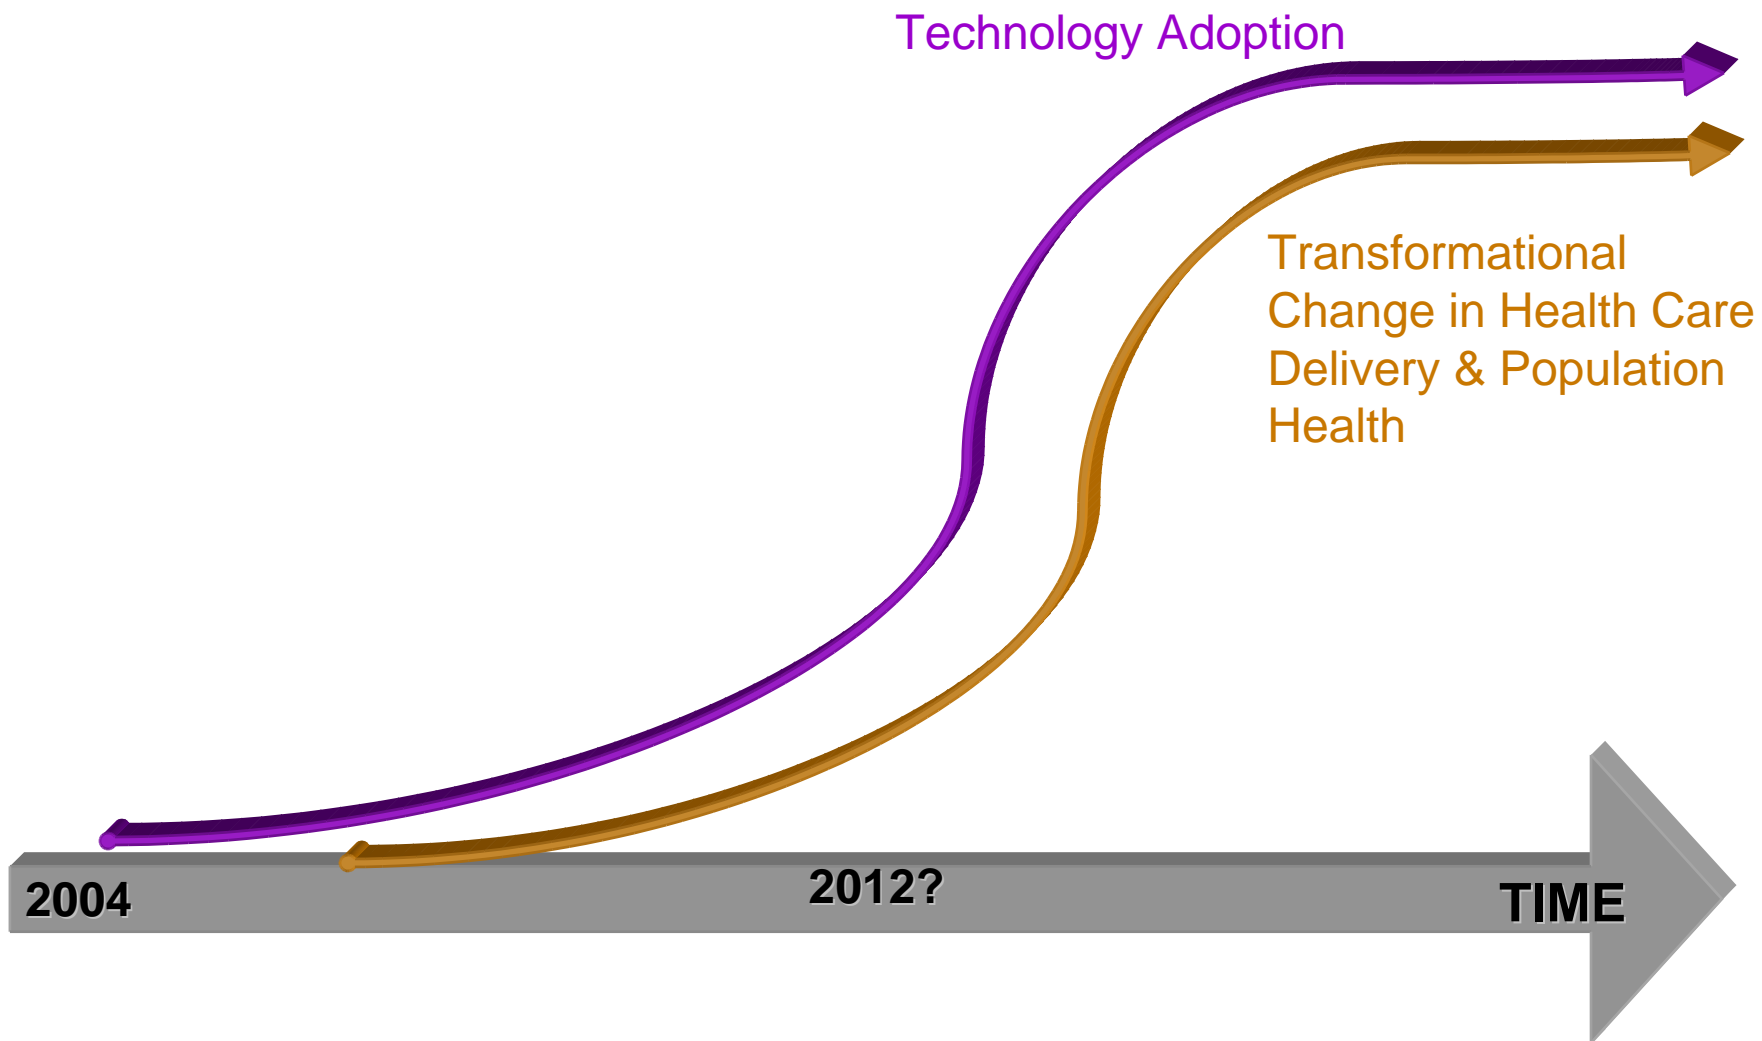 Technology Adoption
Transformational
Change in Health Care
Delivery & Population
Health
2004
2012?
TIME